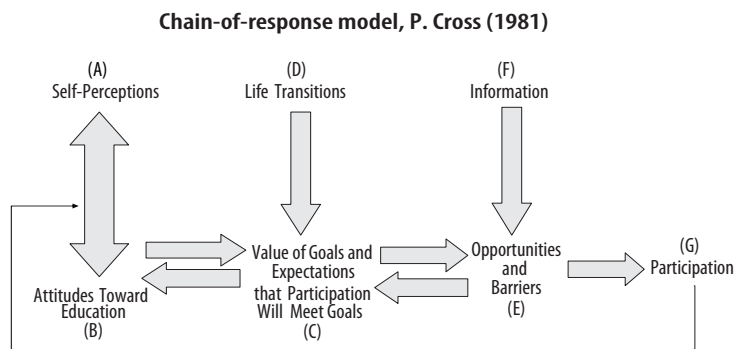 Chain-of-response model, P. Cross (1981)
(A)
Self-Perceptions
(D)
Life Transitions
(F)
Information
Attitudes Toward
Education
(B)
Value of Goals and
Expectations
that Participation
Will Meet Goals
(C)
Opportunities
and
Barriers
(E)
(G)
Participation